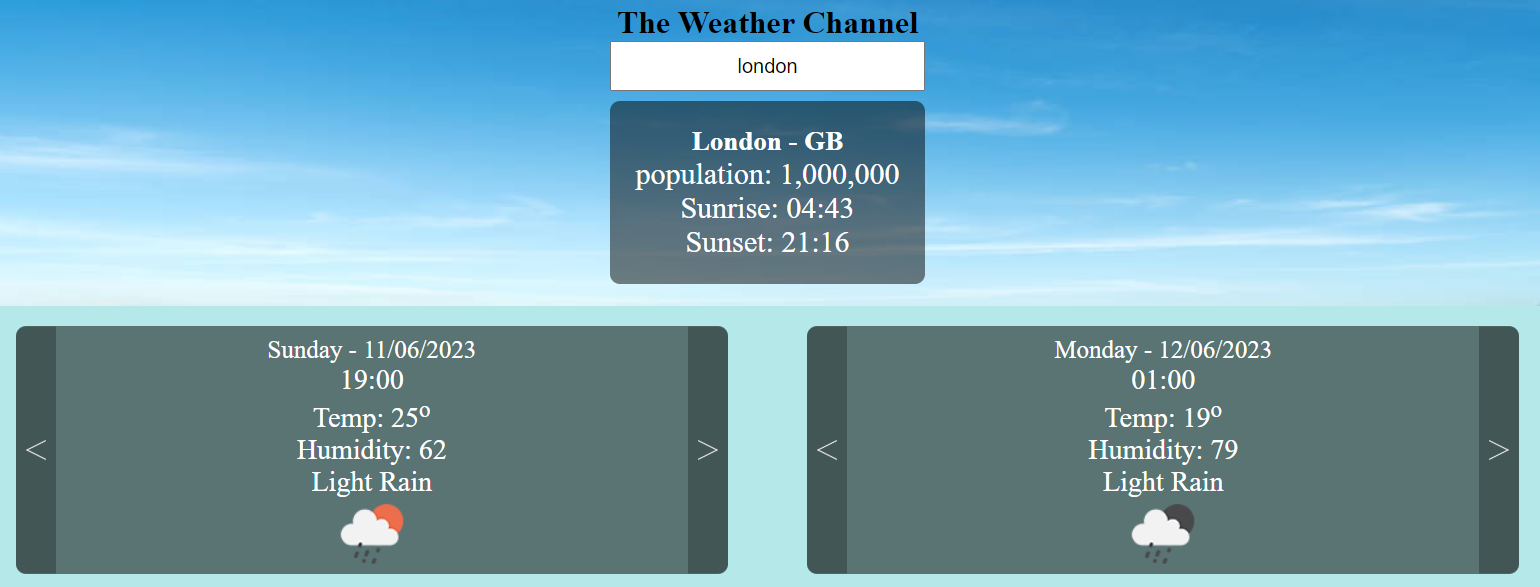 The Weather Channel
london
London - GB
population: 1,000,000
Sunrise: 04:43
Sunset: 21:16
Sunday - 11/06/2023
19:00
Temp: 25º
Humidity: 62
Light Rain
<
>
Monday - 12/06/2023
01:00
Temp: 19º
Humidity: 79
Light Rain
<
>